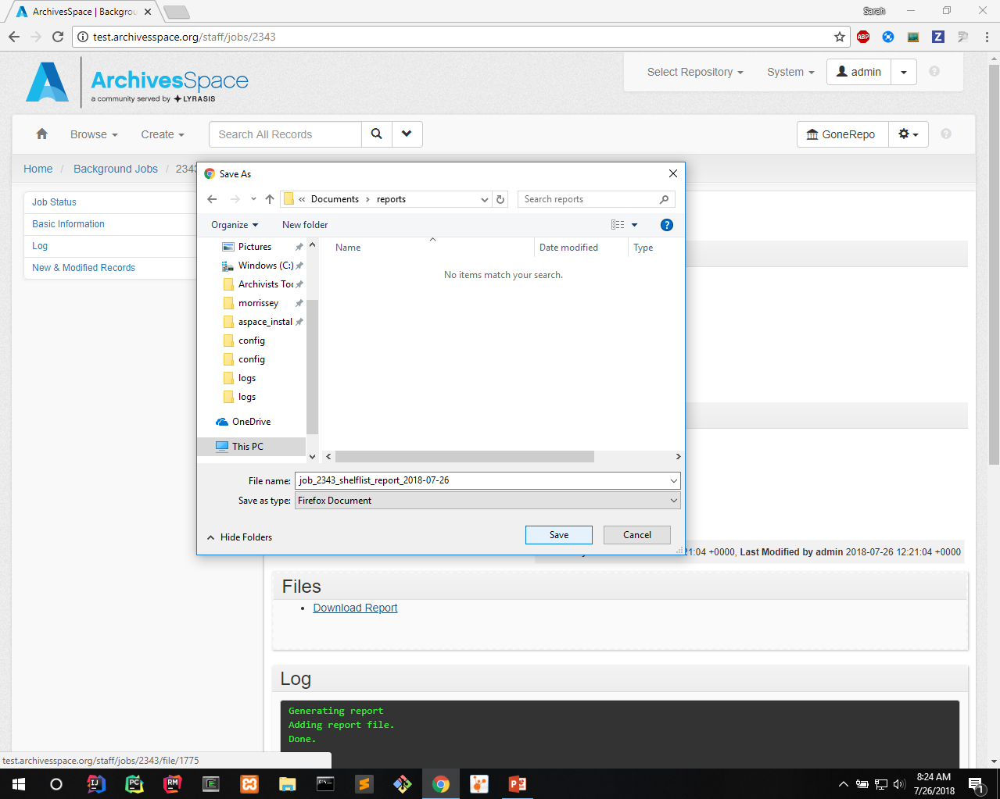 ArchivesSpace | Backgrou
Sarah
test.archivesspace.org/staff/jobs/2343
ABP
Z
ArchivesSpace
a community served by LYRASIS
Select Repository
System
admin
Browse
Create
Search All Records
GoneRepo
Home / Background Jobs / 2343
Job Status
Basic Information
Log
New & Modified Records
Save As
« Documents › reports
Search reports
Organize
New folder
Name
Date modified
Type
No items match your search.
Pictures
Windows (C:)
Archivists Too
morrissey
aspace_instal
config
config
logs
logs
OneDrive
This PC
File name:
job_2343_shelflist_report_2018-07-26
Save as type:
Firefox Document
Hide Folders
Save
Cancel
21:04 +0000, Last Modified by admin 2018-07-26 12:21:04 +0000
Files
Download Report
Log
Generating report
Adding report file.
Done.
test.archivesspace.org/staff/jobs/2343/file/1775
8:24 AM
7/26/2018
1